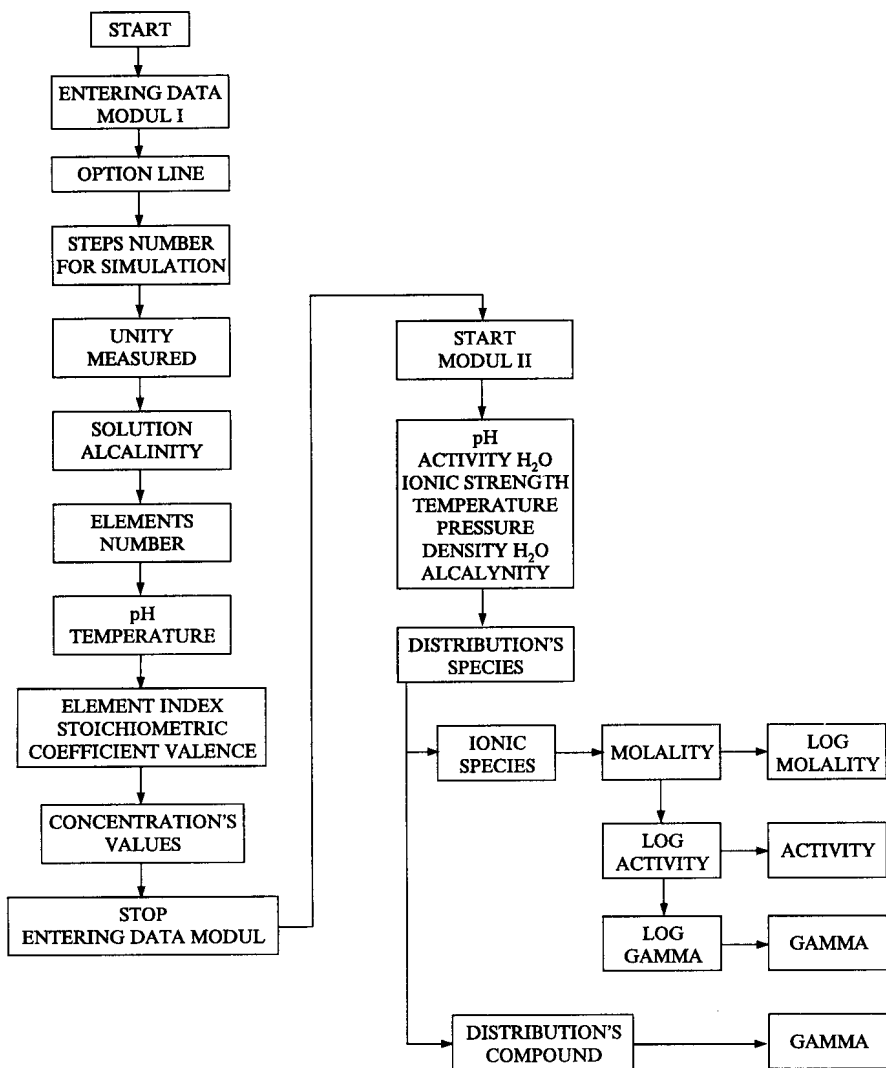 START
ENTERING DATA
MODUL I
OPTION LINE
STEPS NUMBER
FOR SIMULATION
UNITY
MEASURED
SOLUTION
ALCALINITY
ELEMENTS
NUMBER
pH
TEMPERATURE
ELEMENT INDEX
STOICHIOMETRIC
COEFFICIENT VALENCE
CONCENTRATION'S
VALUES
STOP
ENTERING DATA MODUL
START
MODUL II
pH
ACTIVITY H₂O
IONIC STRENGTH
TEMPERATURE
PRESSURE
DENSITY H₂O
ALCALYNITY
DISTRIBUTION'S
SPECIES
IONIC
SPECIES
MOLALITY
LOG
MOLALITY
LOG
ACTIVITY
ACTIVITY
LOG
GAMMA
GAMMA
DISTRIBUTION'S
COMPOUND
GAMMA